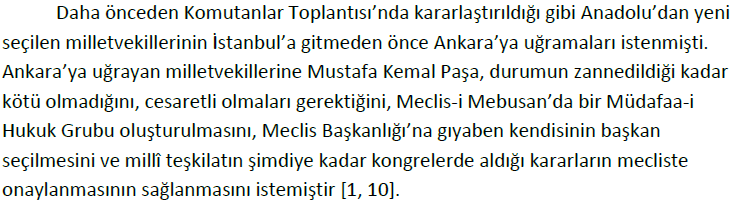 Daha önceden Komutanlar Toplantısı’nda kararlaştırıldığı gibi Anadolu’dan yeni
seçilen milletvekillerinin İstanbul’a gitmeden önce Ankara’ya uğramaları istenmişti.
Ankara’ya uğrayan milletvekillerine Mustafa Kemal Paşa, durumun zannedildiği kadar
kötü olmadığını, cesaretli olmaları gerektiğini, Meclis-i Mebusan’da bir Müdafaa-i
Hukuk Grubu oluşturulmasını, Meclis Başkanlığı’na gıyaben kendisinin başkan
seçilmesini ve millî teşkilatın şimdiye kadar kongrelerde aldığı kararların mecliste
onaylanmasının sağlanmasını istemiştir [1, 10].